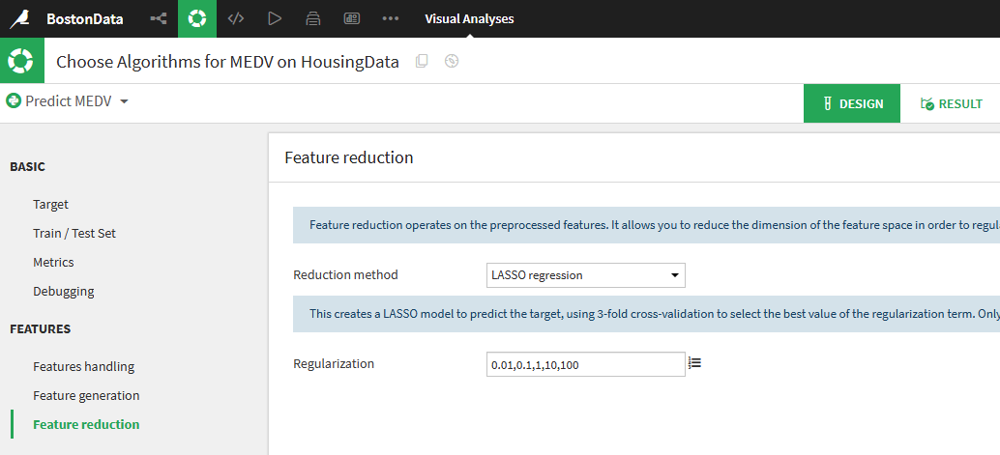 BostonData Visual Analyses
Choose Algorithms for MEDV on HousingData
Predict MEDV
DESIGN RESULT
BASIC
Target
Train / Test Set
Metrics
Debugging
FEATURES
Features handling
Feature generation
Feature reduction
Feature reduction
Feature reduction operates on the preprocessed features. It allows you to reduce the dimension of the feature space in order to regul
Reduction method LASSO regression
This creates a LASSO model to predict the target, using 3-fold cross-validation to select the best value of the regularization term. Only
Regularization 0.01,0.1,1,10,100